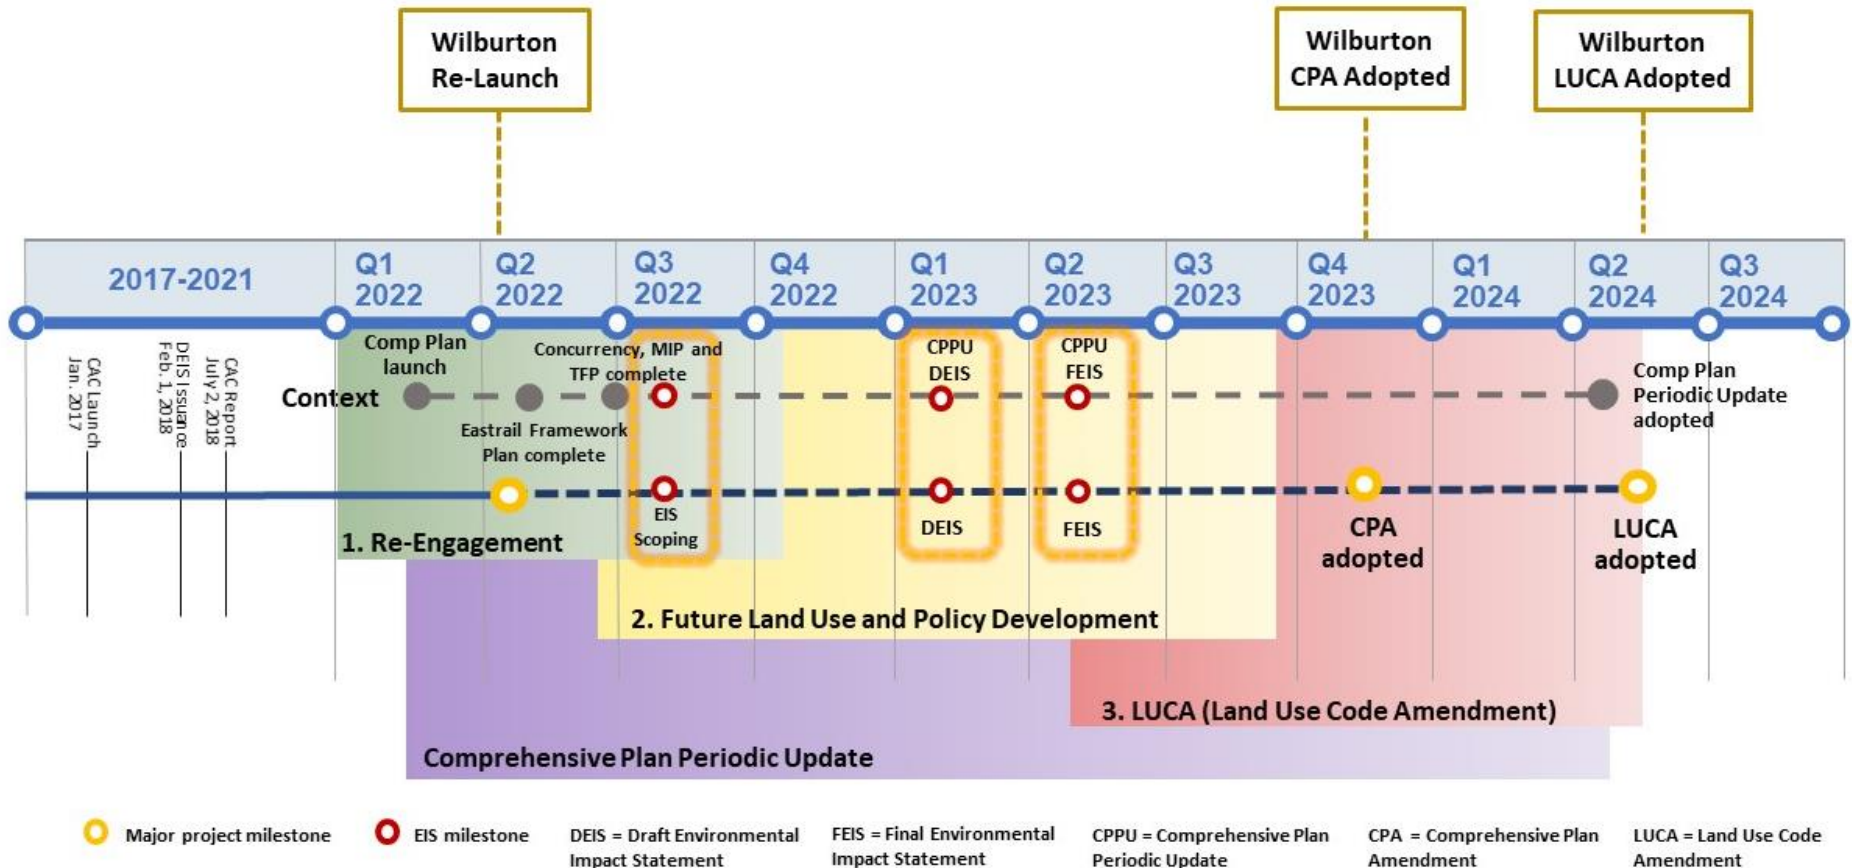 Wilburton
Re-Launch
Wilburton
CPA Adopted
Wilburton
LUCA Adopted
2017-2021
Q1
2022
Q2
2022
Q3
2022
Q4
2022
Q1
2023
Q2
2023
Q3
2023
Q4
2023
Q1
2024
Q2
2024
Q3
2024
CAC Launch
Jan. 2017
DEIS Issuance
Feb. 1, 2018
CAC Report
July 2, 2018
Context
Comp Plan
launch
Eastrail Framework
Plan complete
Concurrency, MIP and
TFP complete
CPPU
DEIS
CPPU
FEIS
Comp Plan
Periodic Update
adopted
EIS
Scoping
DEIS
FEIS
CPA
adopted
LUCA
adopted
1. Re-Engagement
2. Future Land Use and Policy Development
3. LUCA (Land Use Code Amendment)
Comprehensive Plan Periodic Update
Major project milestone
EIS milestone
DEIS = Draft Environmental
Impact Statement
FEIS = Final Environmental
Impact Statement
CPPU = Comprehensive Plan
Periodic Update
CPA = Comprehensive Plan
Amendment
LUCA = Land Use Code
Amendment